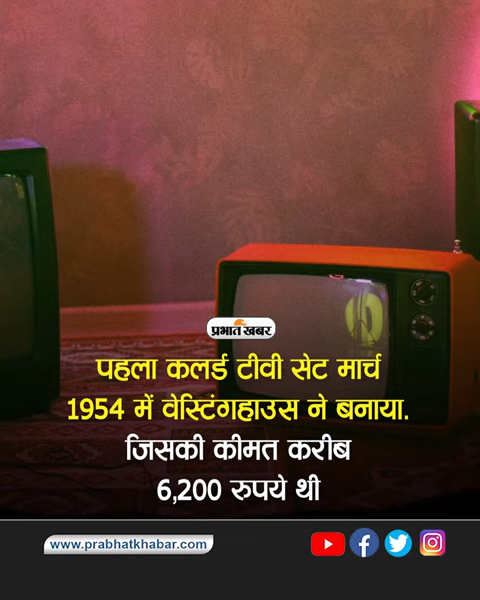 प्रभात खबर
पहला कलर्ड टीवी सेट मार्च
1954 में वेस्टिंगहाउस ने बनाया.
जिसकी कीमत करीब
6,200 रुपये थी
www.prabhatkhabar.com